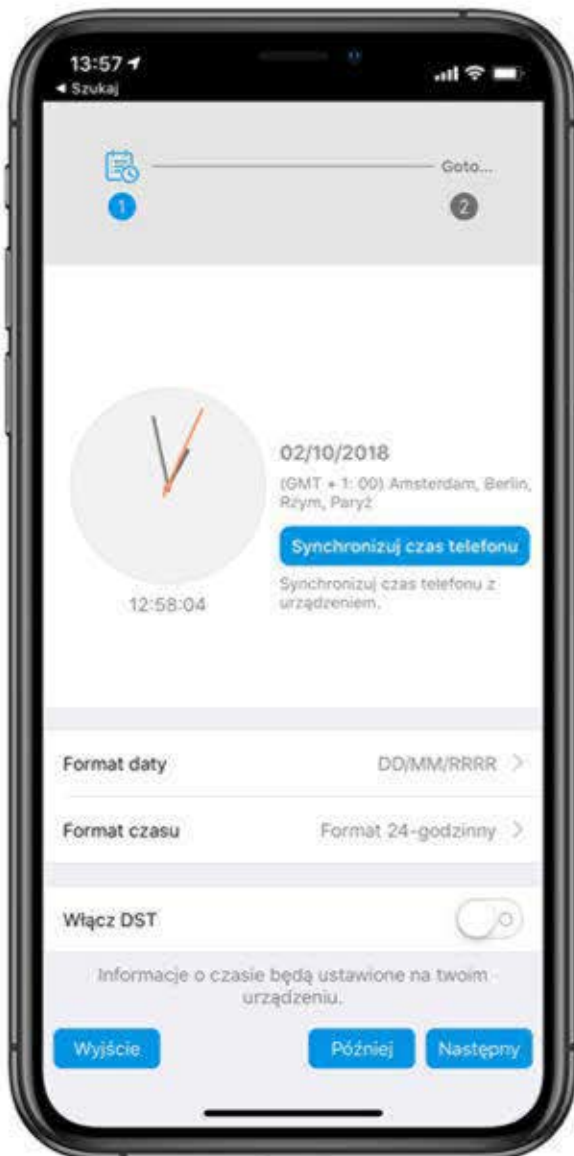 13:57
◀ Szukaj
Goto...
1
2
02/10/2018
(GMT + 1: 00) Amsterdam, Berlin,
Rzym, Paryż
Synchronizuj czas telefonu
Synchronizuj czas telefonu z
urządzeniem.
12:58:04
Format daty DD/MM/RRRR >
Format czasu Format 24-godzinny >
Włącz DST
Informacje o czasie będą ustawione na twoim
urządzeniu.
Wyjście Później Następny